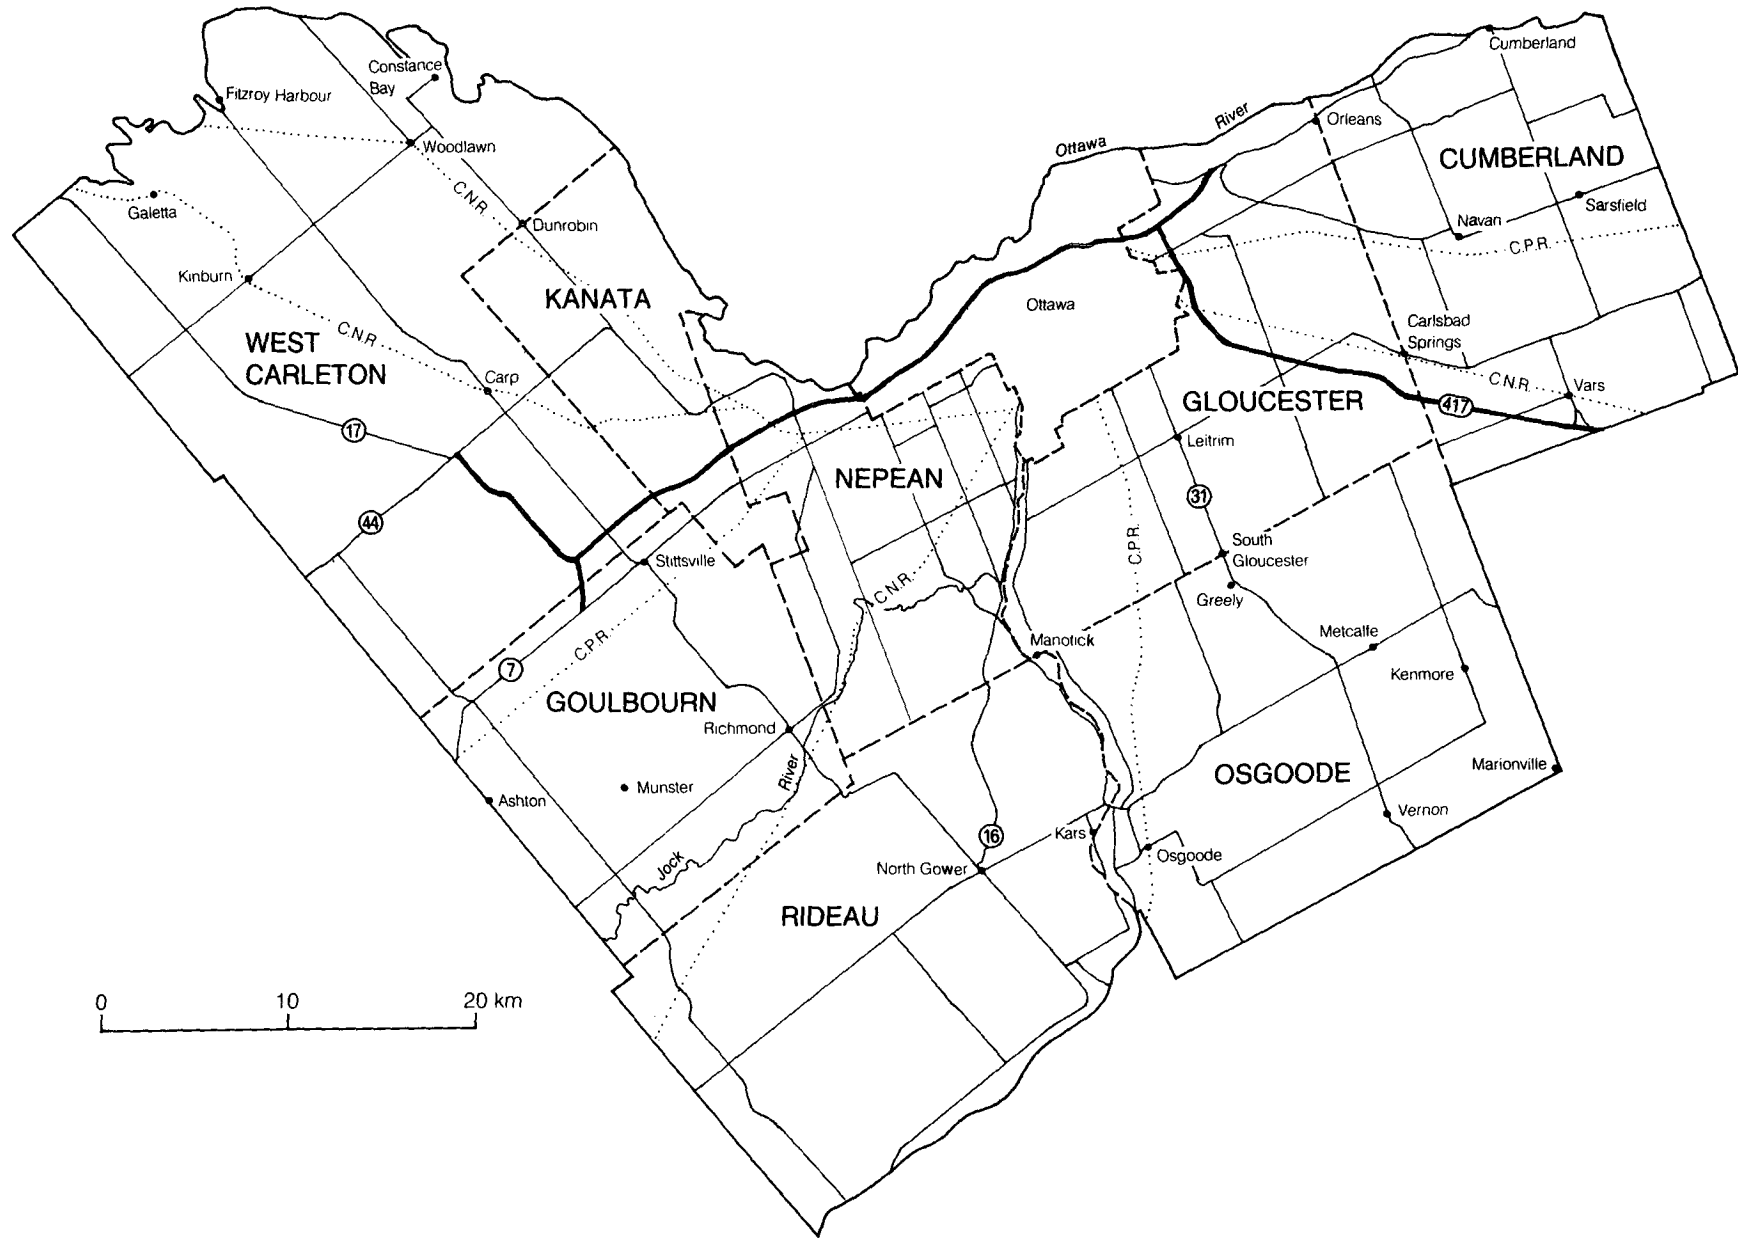 Cumberland
Constance
Bay
Fitzroy Harbour
River
Orleans
Ottawa
Woodlawn
CUMBERLAND
C.N.R.
Galetta
Sarsfield
Dunrobin
Navan
C.P.R.
Kinburn
KANATA
Ottawa
Carlsbad
Springs
C.N.R.
WEST
CARLETON
Carp
C.N.R.
Vars
GLOUCESTER
417
17
Leitrim
NEPEAN
31
44
C.P.R.
South
Gloucester
Stittsville
C.N.R.
Greely
Metcalfe
Manotick
C.P.R.
7
Kenmore
GOULBOURN
Richmond
River
Marionville
OSGOODE
Munster
Ashton
Vernon
16
Kars
Osgoode
Jock
North Gower
RIDEAU
0 10 20 km